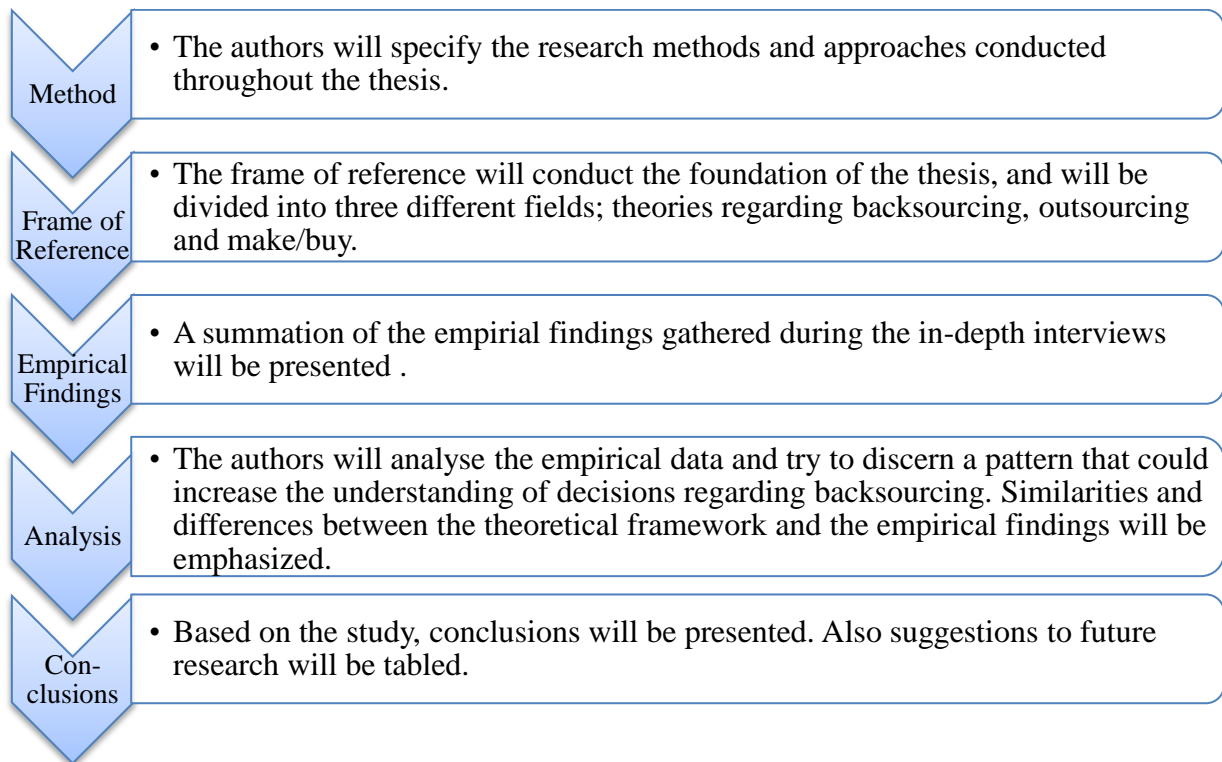 Method
• The authors will specify the research methods and approaches conducted
throughout the thesis.
Frame of
Reference
• The frame of reference will conduct the foundation of the thesis, and will be
divided into three different fields; theories regarding backsourcing, outsourcing
and make/buy.
Empirical
Findings
• A summation of the empirial findings gathered during the in-depth interviews
will be presented .
Analysis
• The authors will analyse the empirical data and try to discern a pattern that could
increase the understanding of decisions regarding backsourcing. Similarities and
differences between the theoretical framework and the empirical findings will be
emphasized.
Con-
clusions
• Based on the study, conclusions will be presented. Also suggestions to future
research will be tabled.